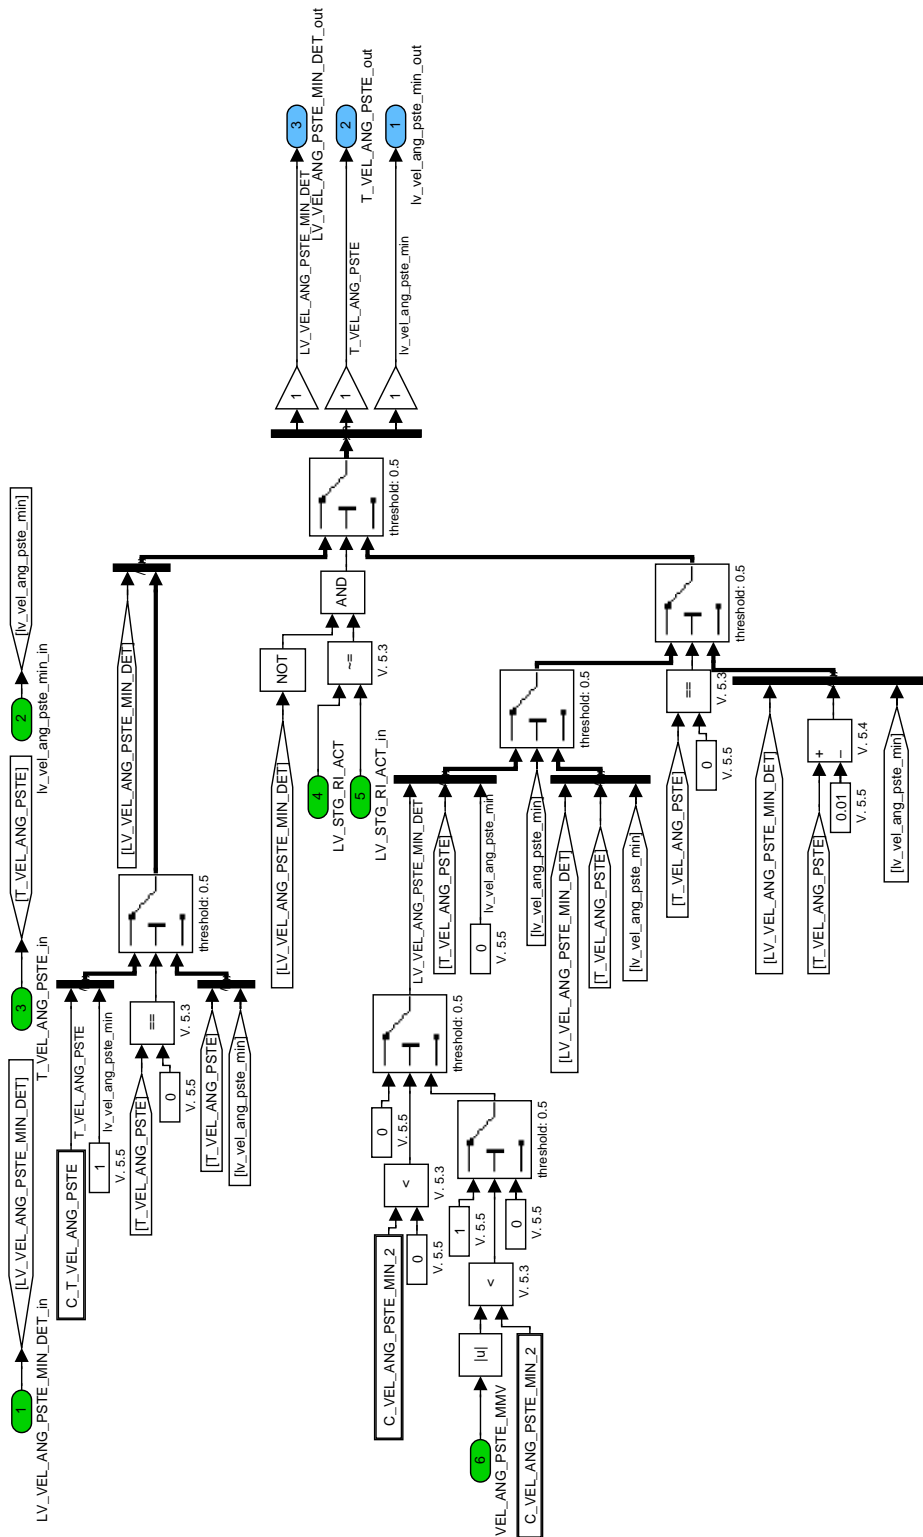 1
LV_VEL_ANG_PSTE_MIN_DET_in
[LV_VEL_ANG_PSTE_MIN_DET]
3
T_VEL_ANG_PSTE_in
[T_VEL_ANG_PSTE]
2
lv_vel_ang_pste_min_in
[lv_vel_ang_pste_min]
C_T_VEL_ANG_PSTE
T_VEL_ANG_PSTE
1
V. 5.5
lv_vel_ang_pste_min
[T_VEL_ANG_PSTE]
0
V. 5.5
==
V. 5.3
[T_VEL_ANG_PSTE]
[lv_vel_ang_pste_min]
threshold: 0.5
[LV_VEL_ANG_PSTE_MIN_DET]
[LV_VEL_ANG_PSTE_MIN_DET]
NOT
4
LV_STG_RI_ACT
5
LV_STG_RI_ACT_in
~=
V. 5.3
AND
threshold: 0.5
1
LV_VEL_ANG_PSTE_MIN_DET
3
LV_VEL_ANG_PSTE_MIN_DET_out
1
T_VEL_ANG_PSTE
2
T_VEL_ANG_PSTE_out
1
lv_vel_ang_pste_min
1
lv_vel_ang_pste_min_out
C_VEL_ANG_PSTE_MIN_2
0
V. 5.5
<
V. 5.3
0
V. 5.5
threshold: 0.5
LV_VEL_ANG_PSTE_MIN_DET
[T_VEL_ANG_PSTE]
0
V. 5.5
lv_vel_ang_pste_min
6
VEL_ANG_PSTE_MMV
|u|
C_VEL_ANG_PSTE_MIN_2
<
V. 5.3
1
V. 5.5
0
V. 5.5
threshold: 0.5
[lv_vel_ang_pste_min]
[LV_VEL_ANG_PSTE_MIN_DET]
[T_VEL_ANG_PSTE]
[lv_vel_ang_pste_min]
threshold: 0.5
[T_VEL_ANG_PSTE]
0
V. 5.5
==
V. 5.3
threshold: 0.5
[LV_VEL_ANG_PSTE_MIN_DET]
[T_VEL_ANG_PSTE]
0.01
V. 5.5
+
−
V. 5.4
[lv_vel_ang_pste_min]